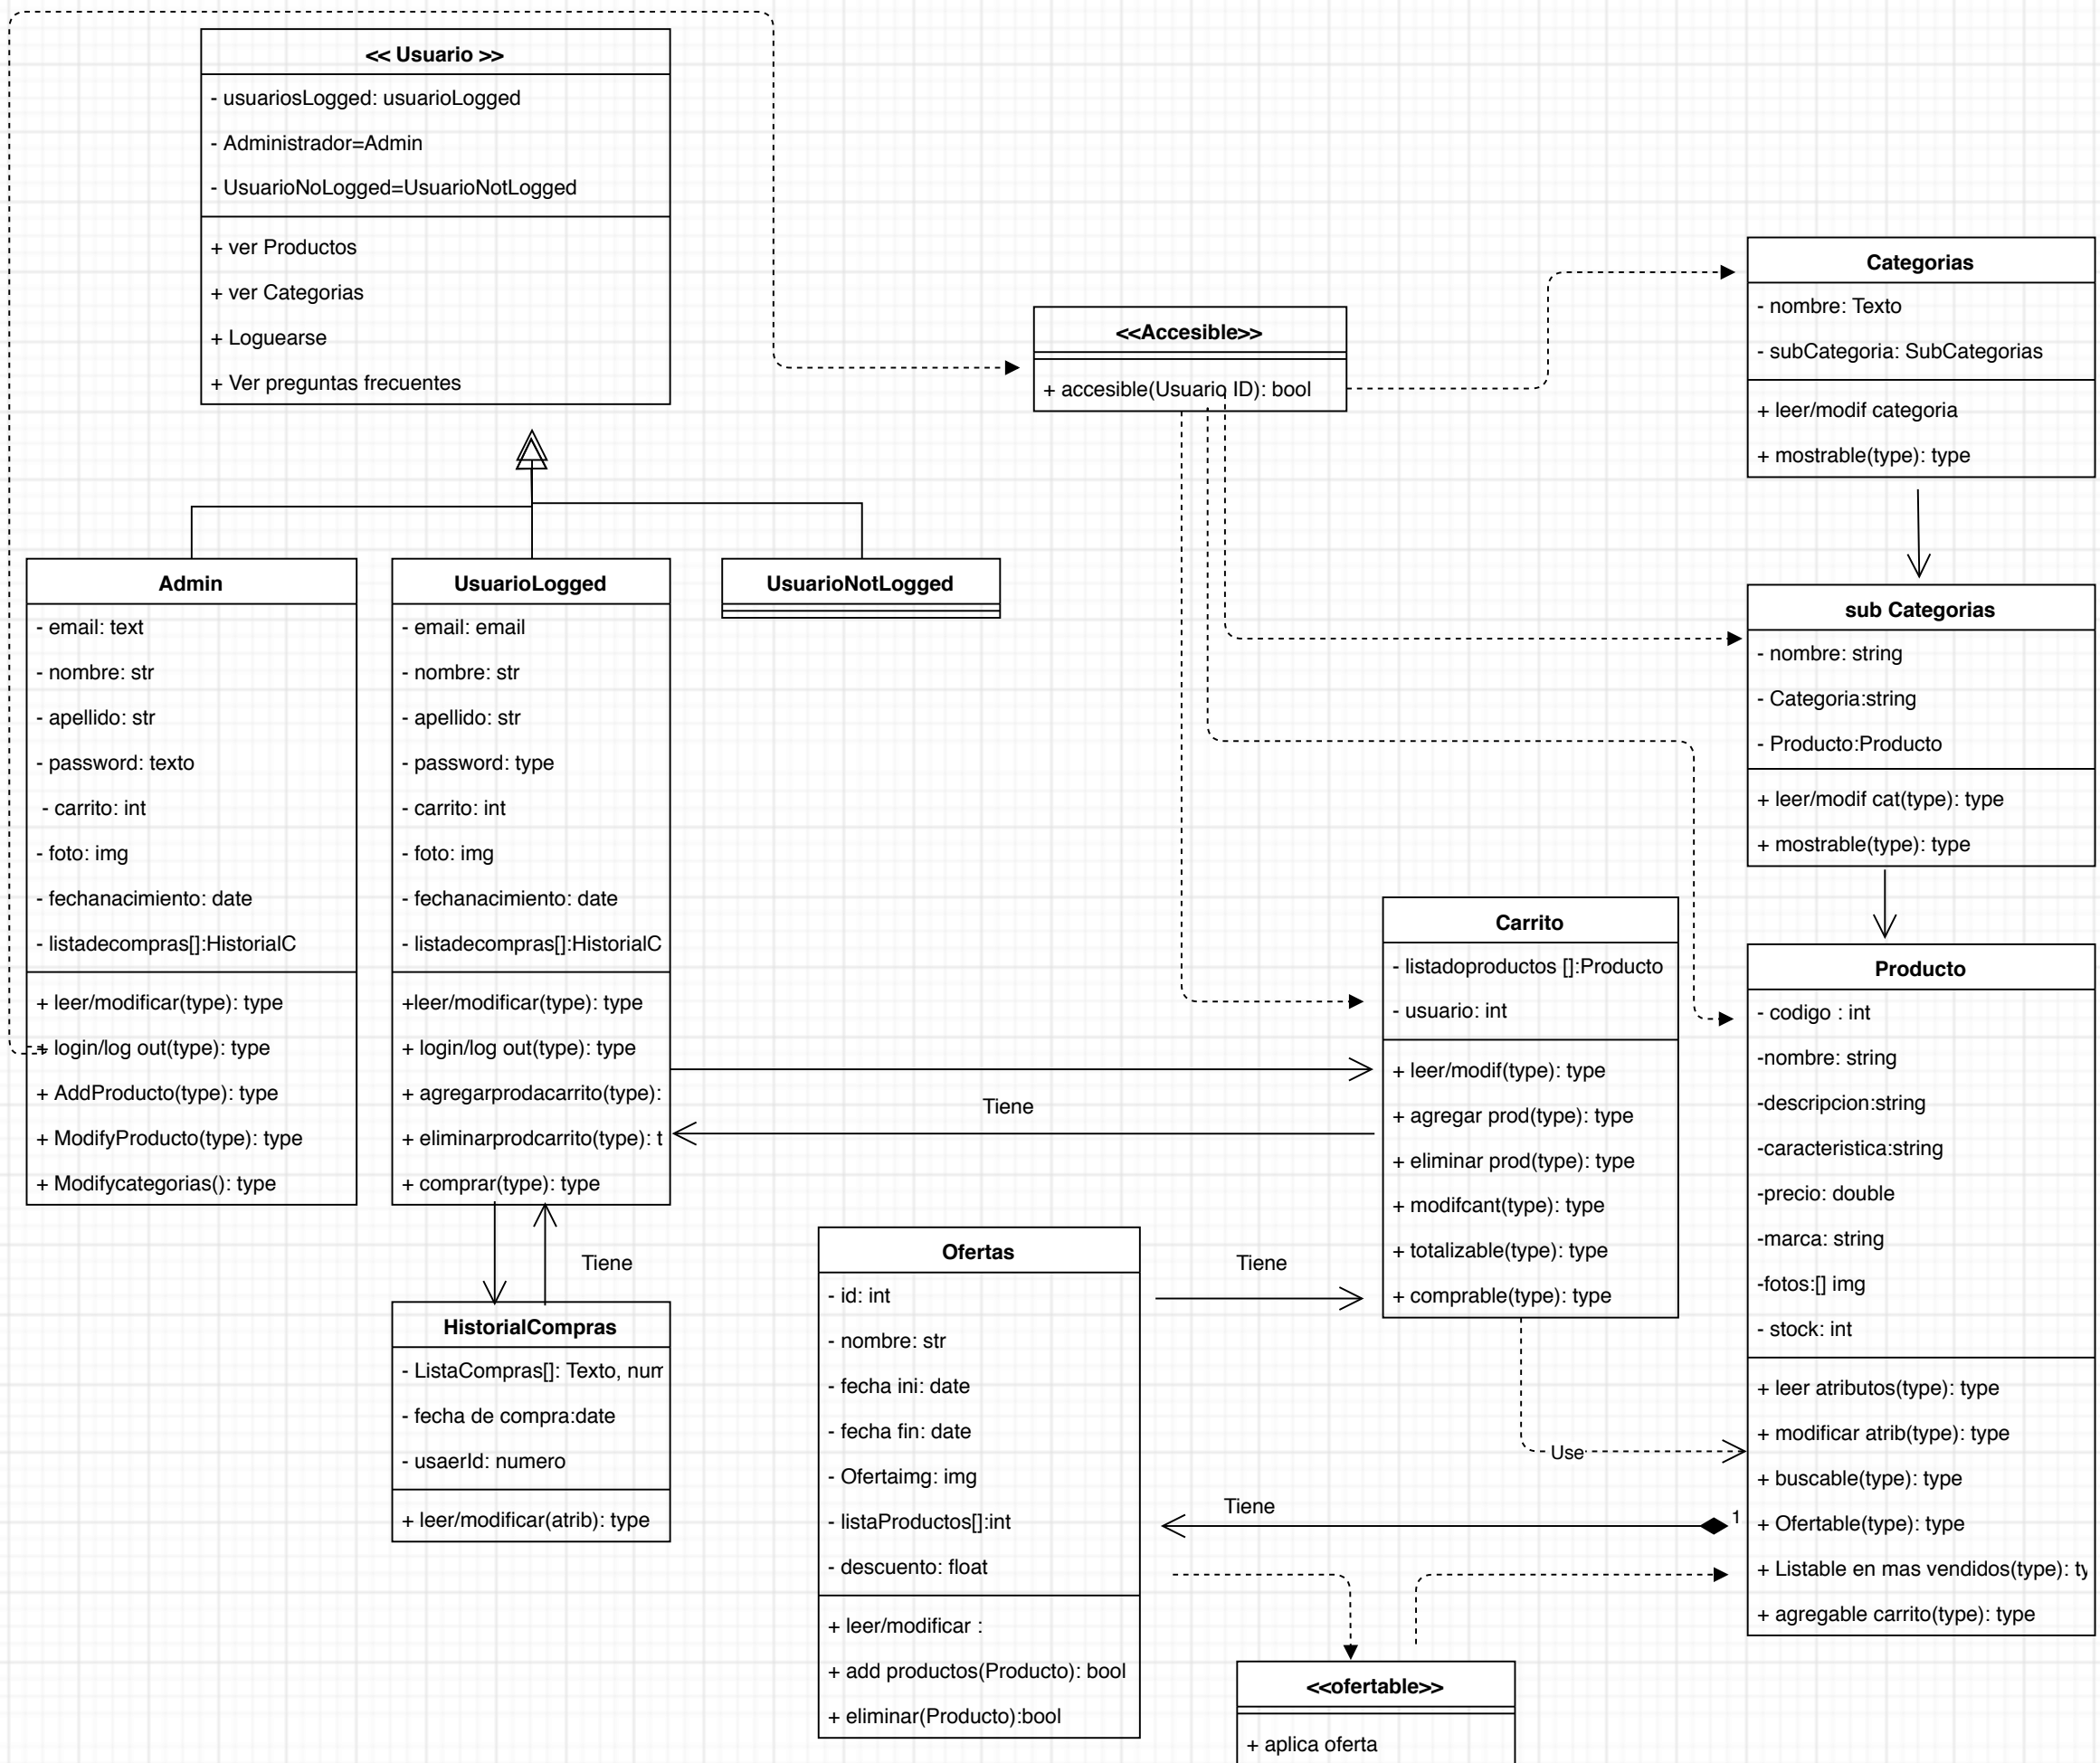 << Usuario >>
- usuariosLogged: usuarioLogged
- Administrador=Admin
- UsuarioNoLogged=UsuarioNotLogged
+ ver Productos
+ ver Categorias
+ Loguearse
+ Ver preguntas frecuentes
<<Accesible>>
+ accesible(Usuario ID): bool
Categorias
- nombre: Texto
- subCategoria: SubCategorias
+ leer/modif categoria
+ mostrable(type): type
Admin
- email: text
- nombre: str
- apellido: str
- password: texto
- carrito: int
- foto: img
- fechanacimiento: date
- listadecompras[]:HistorialC
+ leer/modificar(type): type
+ login/log out(type): type
+ AddProducto(type): type
+ ModifyProducto(type): type
+ Modifycategorias(): type
UsuarioLogged
- email: email
- nombre: str
- apellido: str
- password: type
- carrito: int
- foto: img
- fechanacimiento: date
- listadecompras[]:HistorialC
+leer/modificar(type): type
+ login/log out(type): type
+ agregarprodacarrito(type):
+ eliminarprodcarrito(type): t
+ comprar(type): type
UsuarioNotLogged
sub Categorias
- nombre: string
- Categoria:string
- Producto:Producto
+ leer/modif cat(type): type
+ mostrable(type): type
Carrito
- listadoproductos []:Producto
- usuario: int
+ leer/modif(type): type
+ agregar prod(type): type
+ eliminar prod(type): type
+ modifcant(type): type
+ totalizable(type): type
+ comprable(type): type
Tiene
Producto
- codigo : int
-nombre: string
-descripcion:string
-caracteristica:string
-precio: double
-marca: string
-fotos:[] img
- stock: int
+ leer atributos(type): type
+ modificar atrib(type): type
+ buscable(type): type
+ Ofertable(type): type
+ Listable en mas vendidos(type): ty
+ agregable carrito(type): type
Tiene
HistorialCompras
- ListaCompras[]: Texto, num
- fecha de compra:date
- usaerId: numero
+ leer/modificar(atrib): type
Ofertas
- id: int
- nombre: str
- fecha ini: date
- fecha fin: date
- Ofertaimg: img
- listaProductos[]:int
- descuento: float
+ leer/modificar :
+ add productos(Producto): bool
+ eliminar(Producto):bool
Tiene
Use
Tiene
1
<<ofertable>>
+ aplica oferta